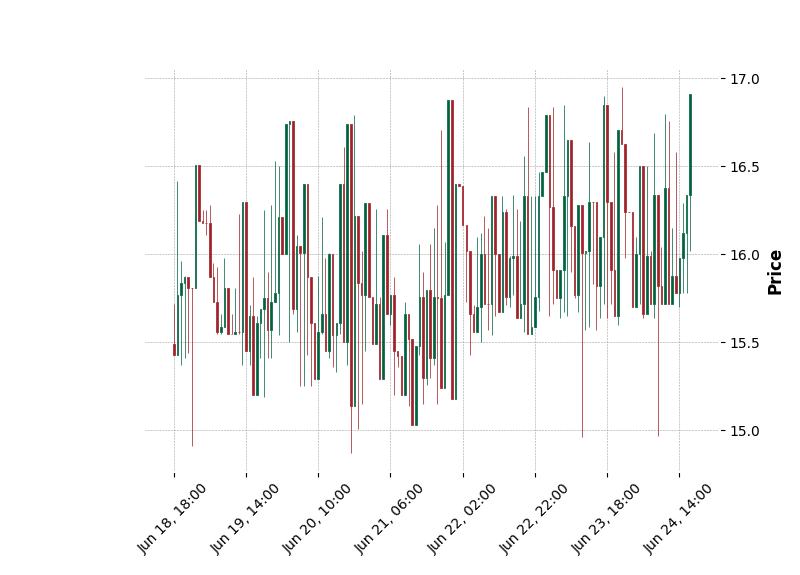 17.0
16.5
16.0
15.5
15.0
Price
Jun 18, 18:00
Jun 19, 14:00
Jun 20, 10:00
Jun 21, 06:00
Jun 22, 02:00
Jun 22, 22:00
Jun 23, 18:00
Jun 24, 14:00